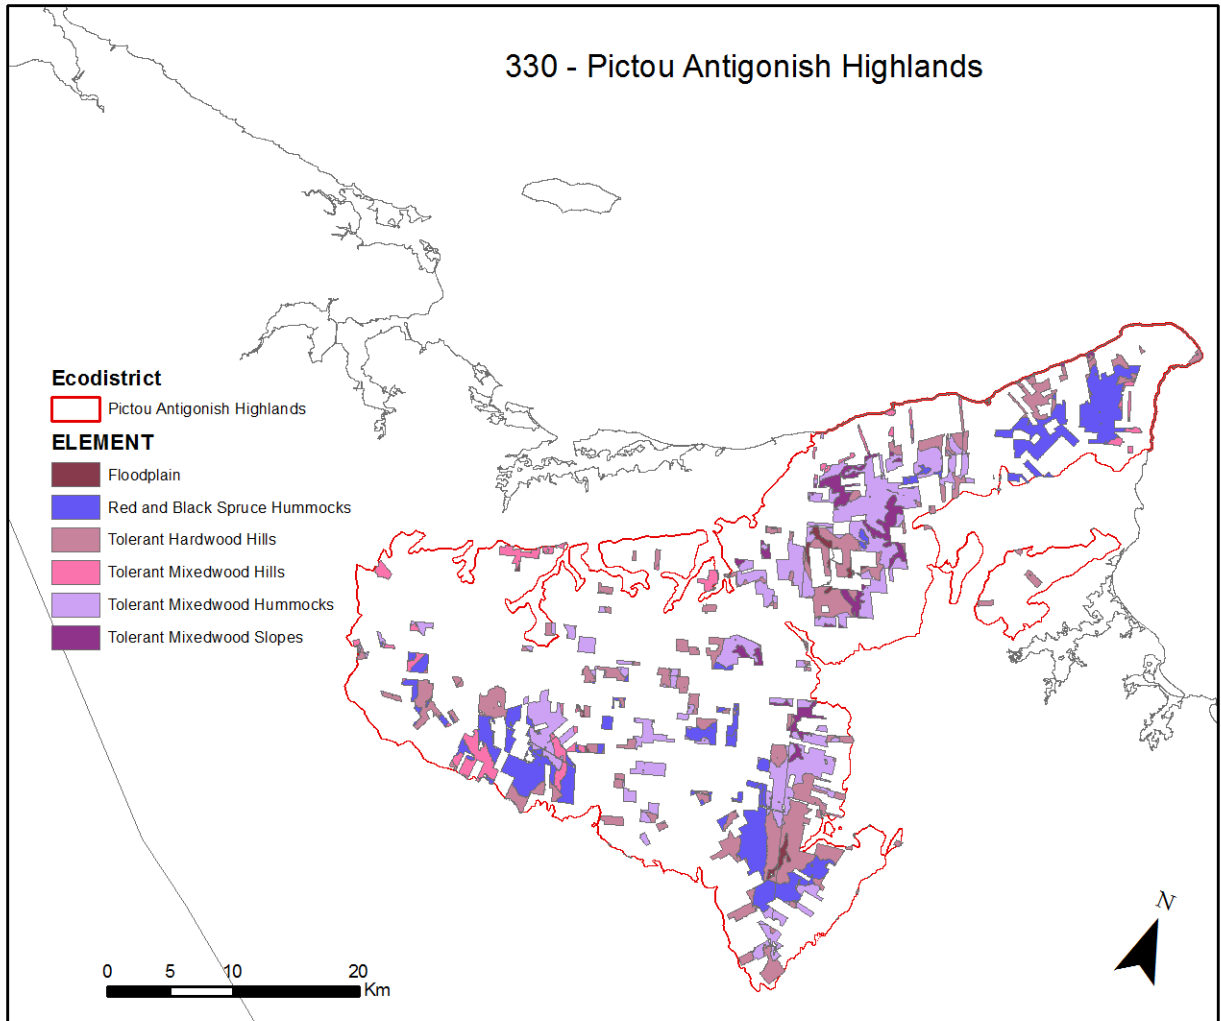 330 - Pictou Antigonish Highlands
Ecodistrict
Pictou Antigonish Highlands
ELEMENT
Floodplain
Red and Black Spruce Hummocks
Tolerant Hardwood Hills
Tolerant Mixedwood Hills
Tolerant Mixedwood Hummocks
Tolerant Mixedwood Slopes
N
0 5 10 20
Km